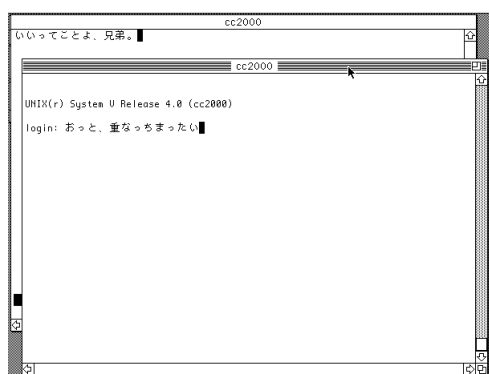 cc2000
いいってことよ、兄弟。
cc2000
UNIX(r) System V Release 4.0 (cc2000)
login: おっと、重なっちまったい